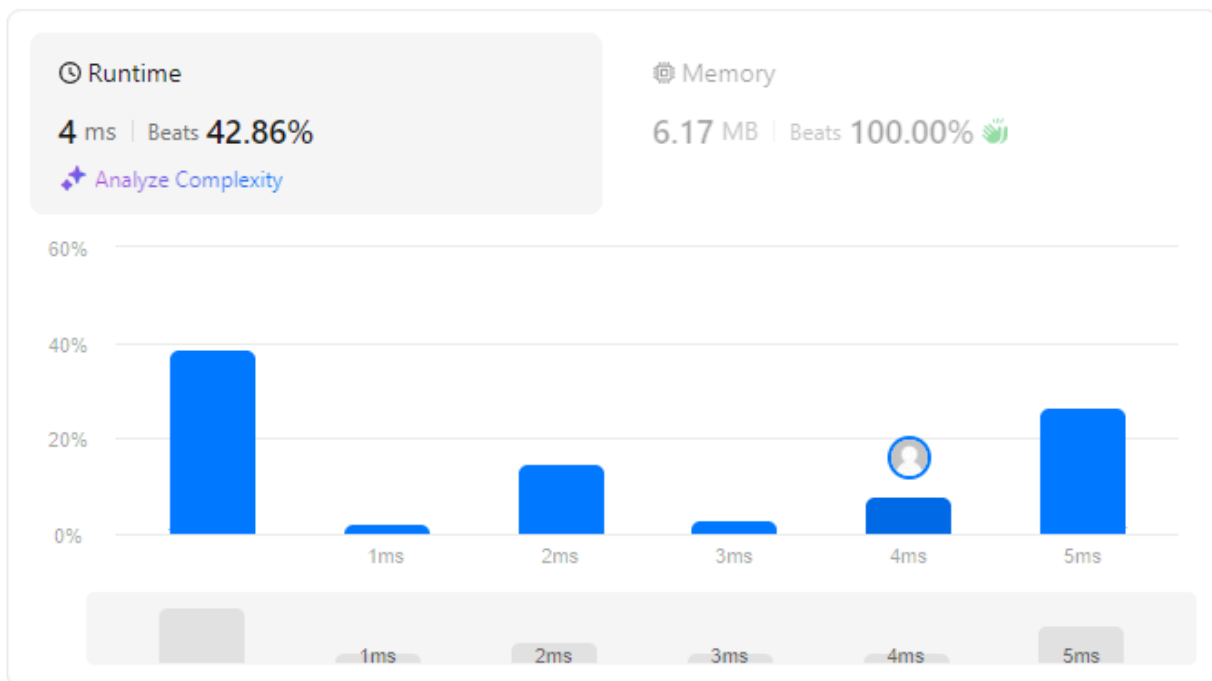 Runtime
4 ms | Beats 42.86%
Analyze Complexity
Memory
6.17 MB | Beats 100.00%
60%
40%
20%
0%
1ms 2ms 3ms 4ms 5ms
1ms 2ms 3ms 4ms 5ms